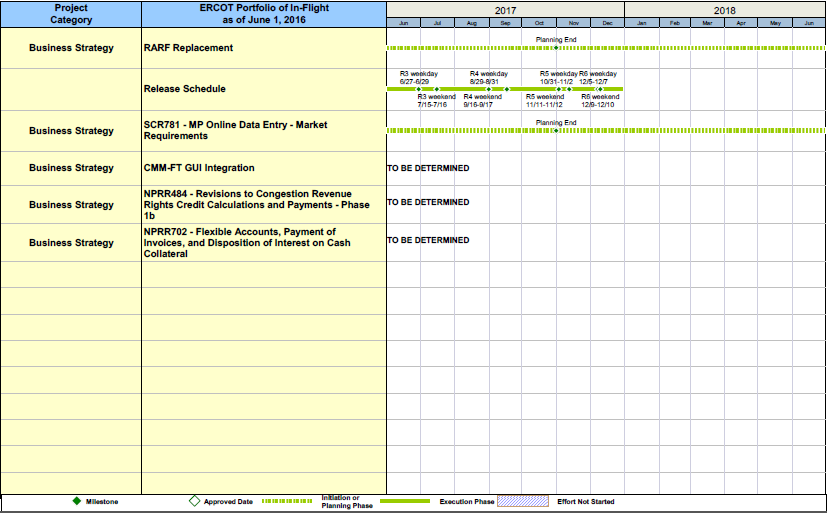 Project
Category
ERCOT Portfolio of In-Flight
as of June 1, 2016
2017
2018
Jun Jul Aug Sep Oct Nov Dec Jan Feb Mar Apr May Jun
Business Strategy
RARF Replacement
Planning End
Business Strategy
Release Schedule
R3 weekday R4 weekday R5 weekday R6 weekday
6/27-6/29 8/29-8/31 10/31-11/2 12/5-12/7
R3 weekend R4 weekend R5 weekend R6 weekend
7/15-7/16 9/16-9/17 11/11-11/12 12/9-12/10
Business Strategy
SCR781 - MP Online Data Entry - Market
Requirements
Planning End
Business Strategy
CMM-FT GUI Integration
TO BE DETERMINED
Business Strategy
NPRR484 - Revisions to Congestion Revenue
Rights Credit Calculations and Payments - Phase
1b
TO BE DETERMINED
Business Strategy
NPRR702 - Flexible Accounts, Payment of
Invoices, and Disposition of Interest on Cash
Collateral
TO BE DETERMINED
Milestone
Approved Date
Initiation or
Planning Phase
Execution Phase
Effort Not Started